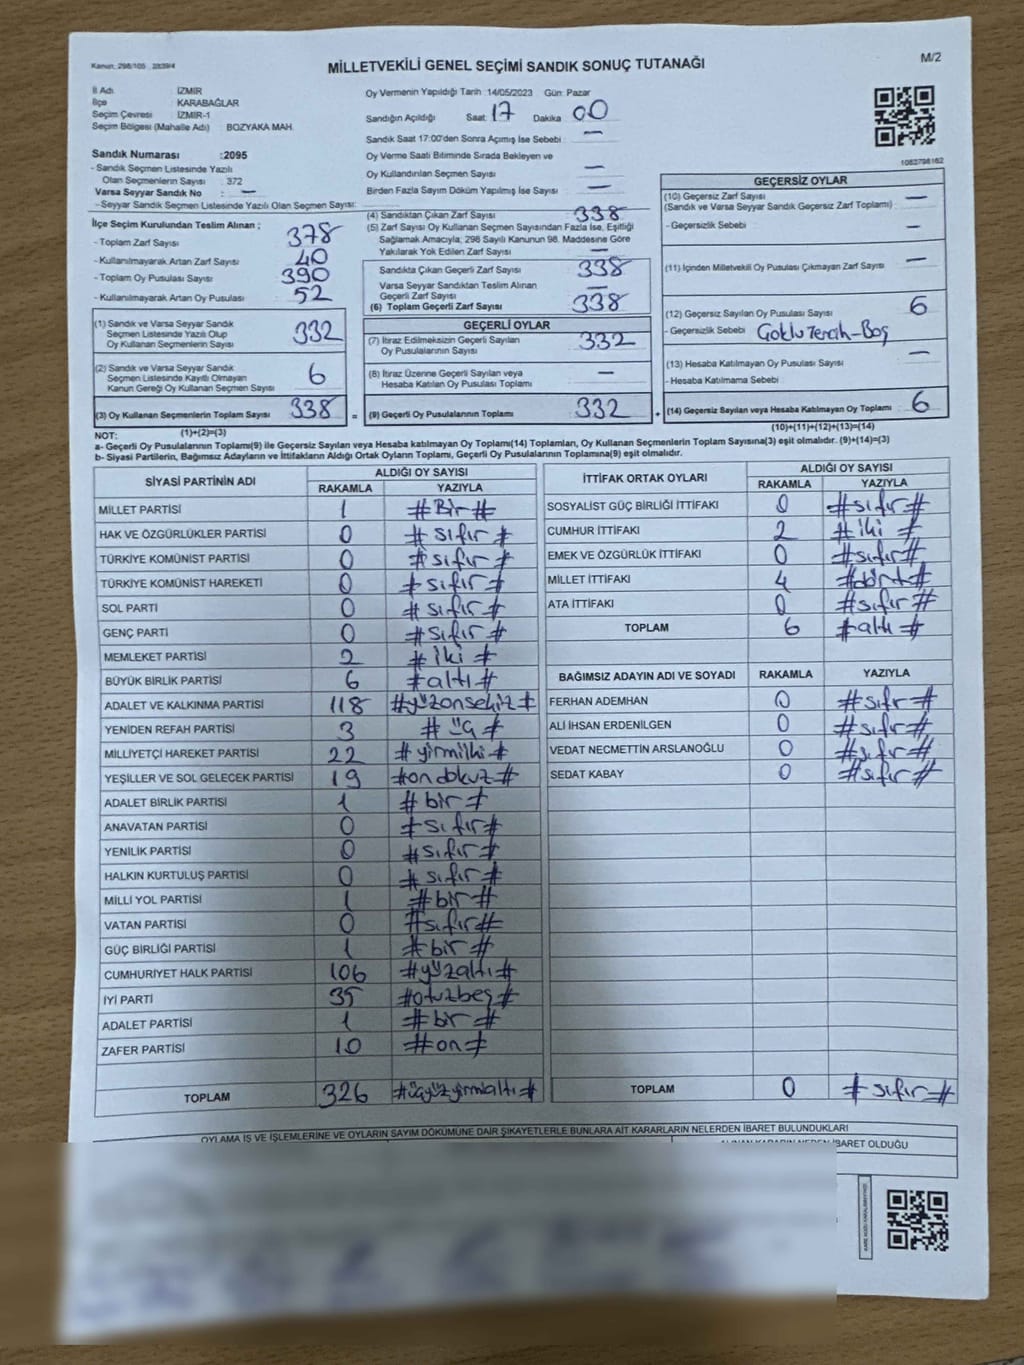 Kanun: 298/105 2839/4
MİLLETVEKİLİ GENEL SEÇİMİ SANDIK SONUÇ TUTANAĞI
M/2
İl Adı : İZMİR
İlçe : KARABAĞLAR
Seçim Çevresi : İZMİR-1
Seçim Bölgesi (Mahalle Adı) : BOZYAKA MAH.
Sandık Numarası :2095
- Sandık Seçmen Listesinde Yazılı
Olan Seçmenlerin Sayısı : 372
Varsa Seyyar Sandık No : —
- Seyyar Sandık Seçmen Listesinde Yazılı Olan Seçmen Sayısı:
Oy Vermenin Yapıldığı Tarih :14/05/2023 Gün: Pazar
Sandığın Açıldığı Saat: 17 Dakika 00
Sandık Saat 17:00'den Sonra Açımış İse Sebebi : —
Oy Verme Saati Bitiminde Sırada Bekleyen ve
Oy Kullandırılan Seçmen Sayısı : —
Birden Fazla Sayım Döküm Yapılmış İse Sayısı : —
1082798162
İlçe Seçim Kurulundan Teslim Alınan ;
- Toplam Zarf Sayısı : 378
- Kullanılmayarak Artan Zarf Sayısı : 40
- Toplam Oy Pusulası Sayısı : 390
- Kullanılmayarak Artan Oy Pusulası : 52
(4) Sandıktan Çıkan Zarf Sayısı : 338
(5) Zarf Sayısı Oy Kullanan Seçmen Sayısından Fazla İse, Eşitliği
Sağlamak Amacıyla; 298 Sayılı Kanunun 98. Maddesine Göre
Yakılarak Yok Edilen Zarf Sayısı : —
Sandıkta Çıkan Geçerli Zarf Sayısı : 338
Varsa Seyyar Sandıktan Teslim Alınan
Geçerli Zarf Sayısı : —
(6) Toplam Geçerli Zarf Sayısı : 338
GEÇERSİZ OYLAR
(10) Geçersiz Zarf Sayısı : —
(Sandık ve Varsa Seyyar Sandık Geçersiz Zarf Toplamı)
- Geçersizlik Sebebi : —
(11) İçinden Milletvekili Oy Pusulası Çıkmayan Zarf Sayısı : —
(12) Geçersiz Sayılan Oy Pusulası Sayısı : 6
- Geçersizlik Sebebi :
(13) Hesaba Katılmayan Oy Pusulası Sayısı : —
- Hesaba Katılmama Sebebi :
(14) Geçersiz Sayılan veya Hesaba Katılmayan Oy Toplamı : 6
(10)+(11)+(12)+(13)=(14)
(1) Sandık ve Varsa Seyyar Sandık
Seçmen Listesinde Yazılı Olup
Oy Kullanan Seçmenlerin Sayısı : 332
(2) Sandık ve Varsa Seyyar Sandık
Seçmen Listesinde Kayıtlı Olmayan
Kanun Gereği Oy Kullanan Seçmen Sayısı : 6
(3) Oy Kullanan Seçmenlerin Toplam Sayısı : 338 =
(1)+(2)=(3)
GEÇERLİ OYLAR
(7) İtiraz Edilmeksizin Geçerli Sayılan
Oy Pusulalarının Sayısı : 332
(8) İtiraz Üzerine Geçerli Sayılan veya
Hesaba Katılan Oy Pusulası Toplamı : —
(9) Geçerli Oy Pusulalarının Toplamı : 332 +
NOT:
a- Geçerli Oy Pusulalarının Toplamı(9) ile Geçersiz Sayılan veya Hesaba katılmayan Oy Toplamı(14) Toplamları, Oy Kullanan Seçmenlerin Toplam Sayısına(3) eşit olmalıdır. (9)+(14)=(3)
b- Siyasi Partilerin, Bağımsız Adayların ve İttifakların Aldığı Ortak Oyların Toplamı, Geçerli Oy Pusulalarının Toplamına(9) eşit olmalıdır.
SİYASİ PARTİNİN ADI ALDIĞI OY SAYISI
RAKAMLA YAZIYLA
MİLLET PARTİSİ 1 #Bir#
HAK VE ÖZGÜRLÜKLER PARTİSİ 0 #sıfır#
TÜRKİYE KOMÜNİST PARTİSİ 0 #sıfır#
TÜRKİYE KOMÜNİST HAREKETİ 0 #sıfır#
SOL PARTİ 0 #sıfır#
GENÇ PARTİ 0 #sıfır#
MEMLEKET PARTİSİ 2 #iki#
BÜYÜK BİRLİK PARTİSİ 6 #altı#
ADALET VE KALKINMA PARTİSİ 118 #yüzonsekiz#
YENİDEN REFAH PARTİSİ 3 #üç#
MİLLİYETÇİ HAREKET PARTİSİ 22 #yirmiiki#
YEŞİLLER VE SOL GELECEK PARTİSİ 19 #ondokuz#
ADALET BİRLİK PARTİSİ 1 #bir#
ANAVATAN PARTİSİ 0 #sıfır#
YENİLİK PARTİSİ 0 #sıfır#
HALKIN KURTULUŞ PARTİSİ 0 #sıfır#
MİLLİ YOL PARTİSİ 1 #bir#
VATAN PARTİSİ 0 #sıfır#
GÜÇ BİRLİĞİ PARTİSİ 1 #bir#
CUMHURİYET HALK PARTİSİ 106 #yüzaltı#
İYİ PARTİ 35 #otuzbeş#
ADALET PARTİSİ 1 #bir#
ZAFER PARTİSİ 10 #on#
TOPLAM 326 #üçyüzyirmialtı#
İTTİFAK ORTAK OYLARI ALDIĞI OY SAYISI
RAKAMLA YAZIYLA
SOSYALİST GÜÇ BİRLİĞİ İTTİFAKI 0 #sıfır#
CUMHUR İTTİFAKI 2 #iki#
EMEK VE ÖZGÜRLÜK İTTİFAKI 0 #sıfır#
MİLLET İTTİFAKI 4 #dört#
ATA İTTİFAKI 0 #sıfır#
TOPLAM 6 #altı#
BAĞIMSIZ ADAYIN ADI VE SOYADI RAKAMLA YAZIYLA
FERHAN ADEMHAN 0 #sıfır#
ALİ İHSAN ERDENİLGEN 0 #sıfır#
VEDAT NECMETTİN ARSLANOĞLU 0 #sıfır#
SEDAT KABAY 0 #sıfır#
TOPLAM 0 #sıfır#
OYLAMA İŞ VE İŞLEMLERİNE VE OYLARIN SAYIM DÖKÜMÜNE DAİR ŞİKAYETLERLE BUNLARA AİT KARARLARIN NELERDEN İBARET BULUNDUKLARI
ALINAN KARARIN NEDEN İBARET OLDUĞU